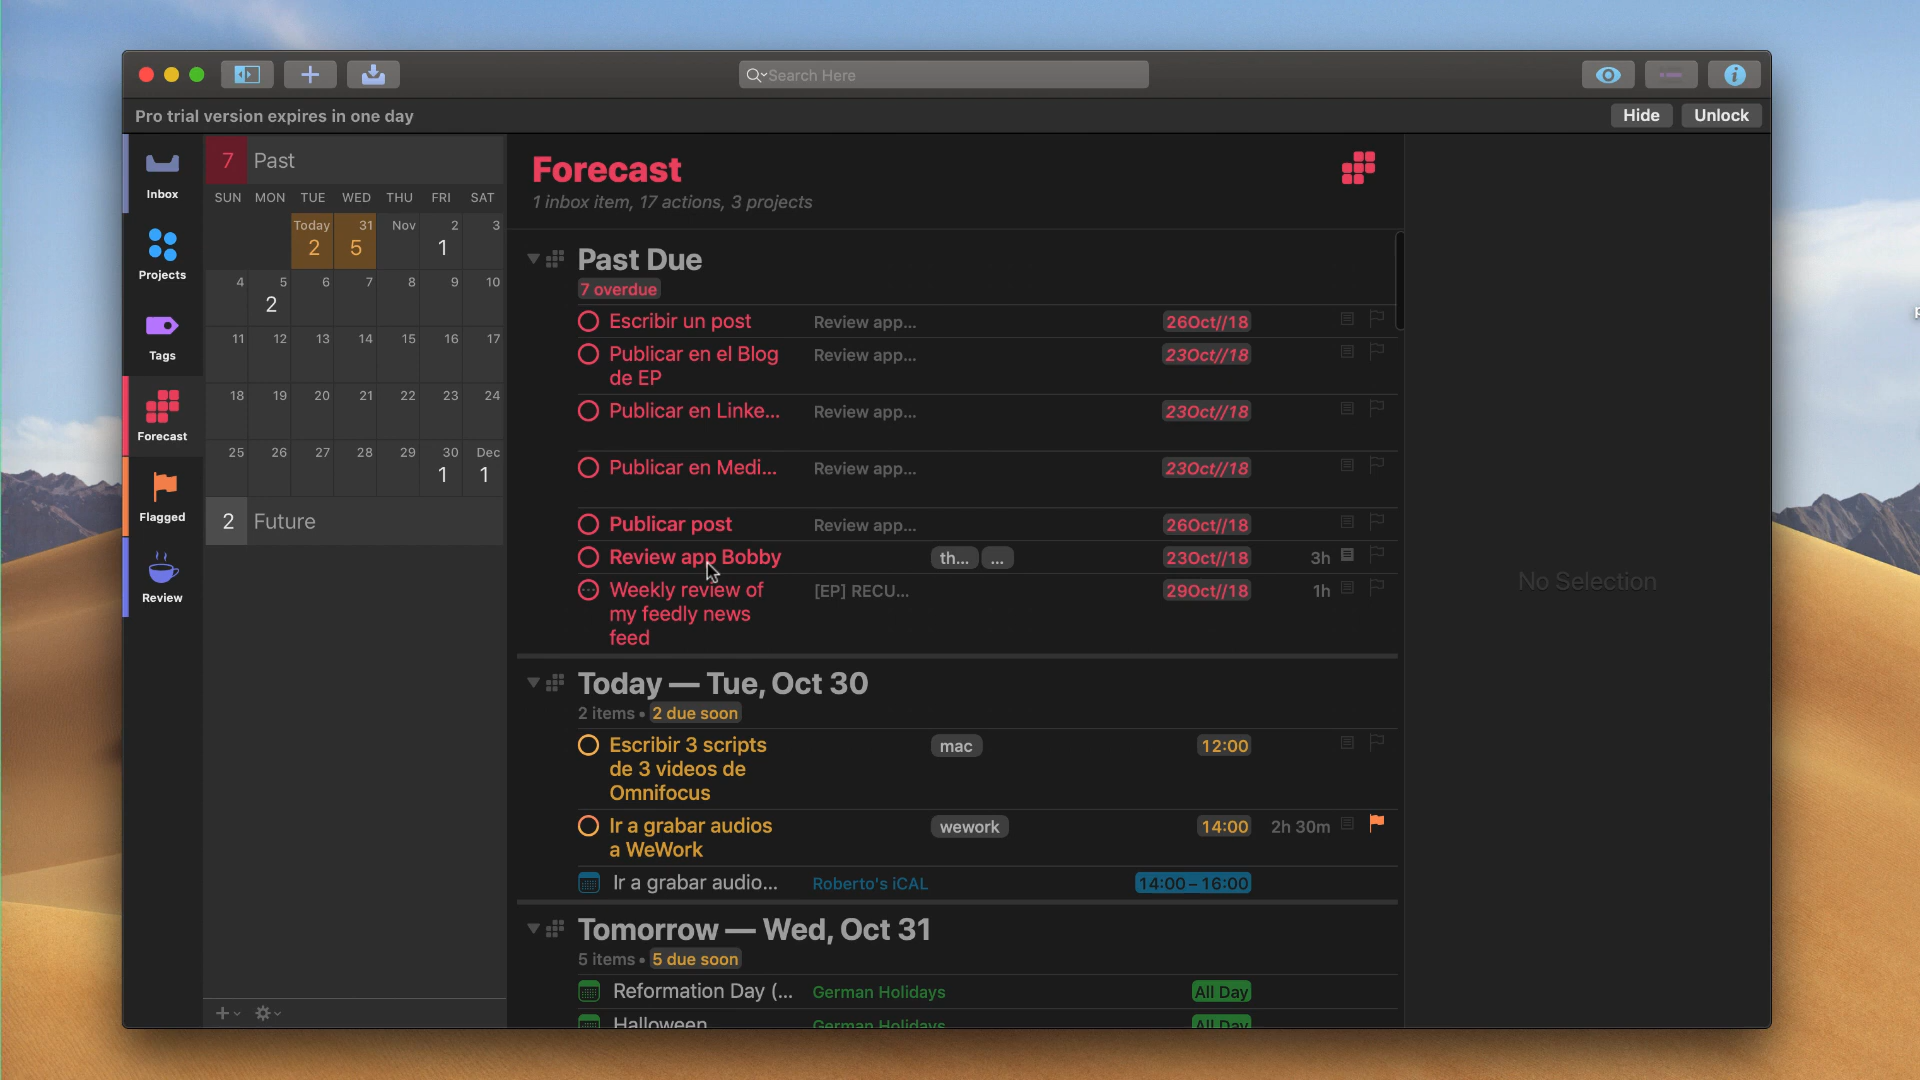 Search Here
Pro trial version expires in one day
Hide
Unlock
Inbox
Projects
Tags
Forecast
Flagged
Review
7 Past
SUN MON TUE WED THU FRI SAT
Today 31 Nov 2 3
2 5 1
4 5 6 7 8 9 10
2
11 12 13 14 15 16 17
18 19 20 21 22 23 24
25 26 27 28 29 30 Dec
1 1
2 Future
Forecast
1 inbox item, 17 actions, 3 projects
Past Due
7 overdue
Escribir un post Review app... 26Oct//18
Publicar en el Blog Review app... 23Oct//18
de EP
Publicar en Linke... Review app... 23Oct//18
Publicar en Medi... Review app... 23Oct//18
Publicar post Review app... 26Oct//18
Review app Bobby th... ... 23Oct//18 3h
Weekly review of [EP] RECU... 29Oct//18 1h
my feedly news
feed
Today — Tue, Oct 30
2 items • 2 due soon
Escribir 3 scripts mac 12:00
de 3 videos de
Omnifocus
Ir a grabar audios wework 14:00 2h 30m
a WeWork
Ir a grabar audio... Roberto's iCAL 14:00 – 16:00
Tomorrow — Wed, Oct 31
5 items • 5 due soon
Reformation Day (... German Holidays All Day
Halloween German Holidays All Day
No Selection